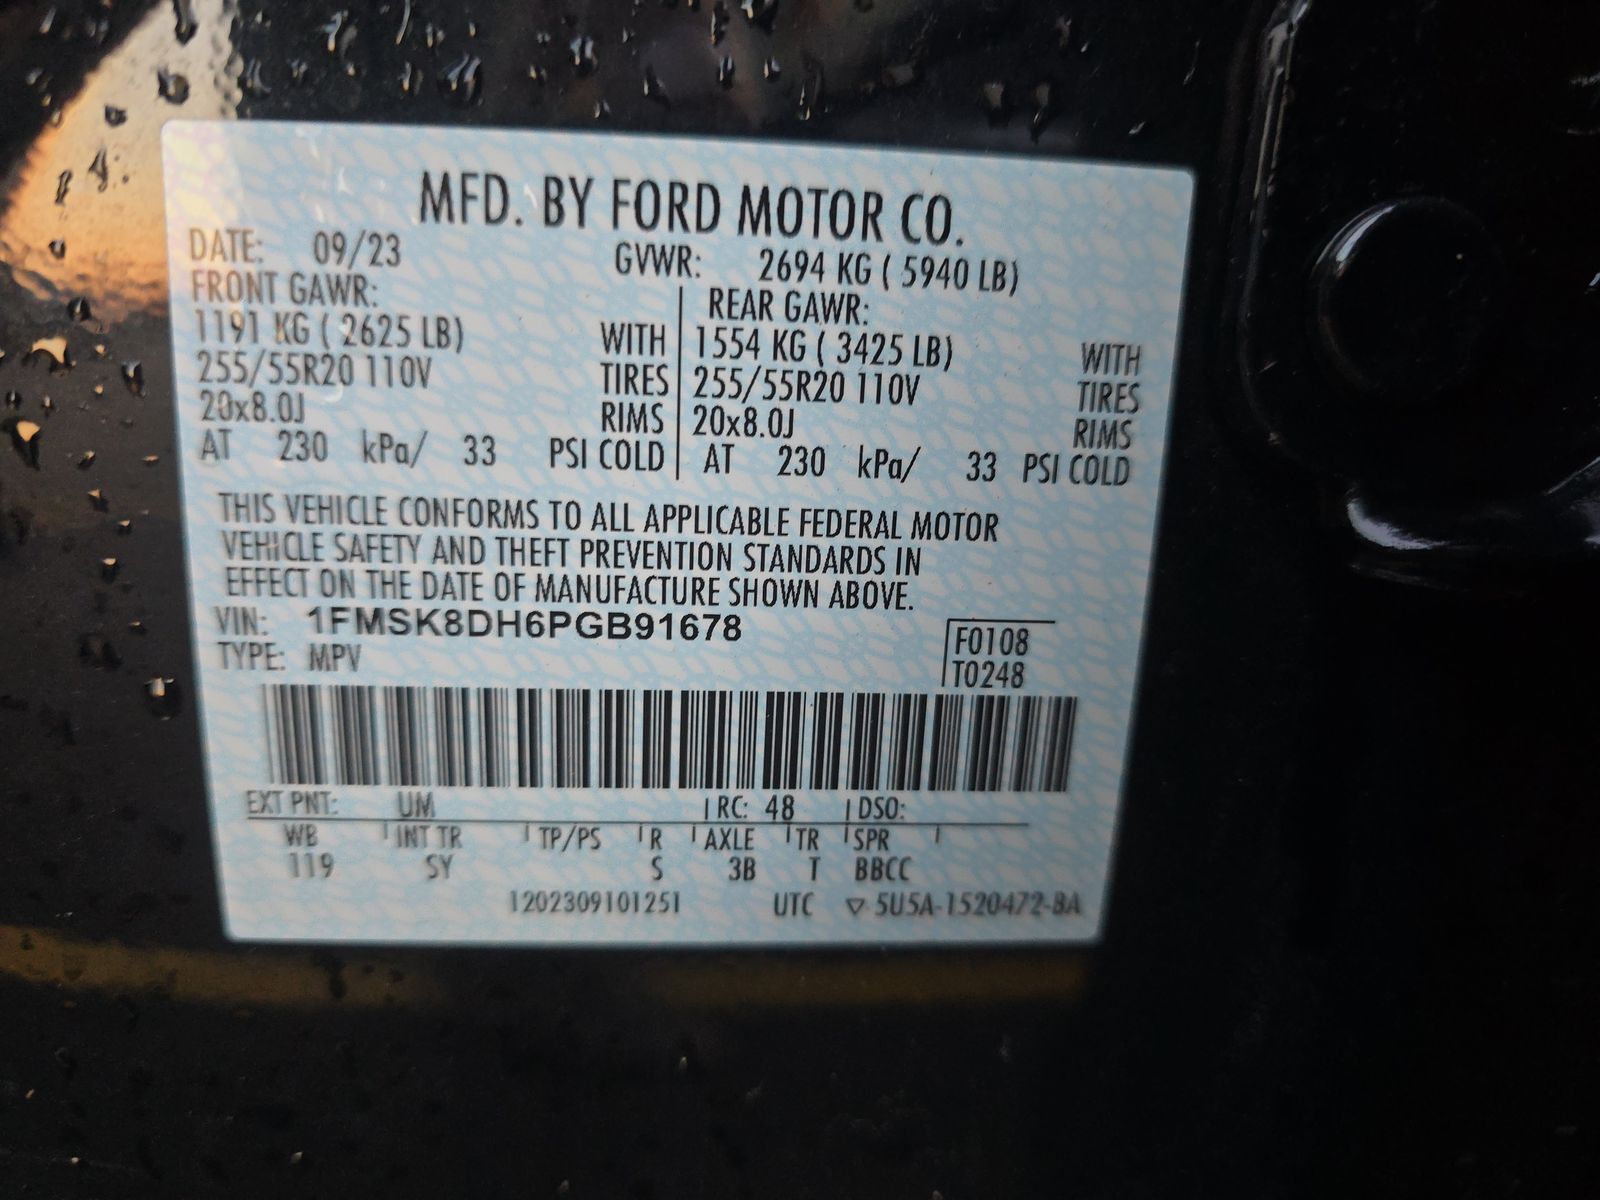 MFD. BY FORD MOTOR CO.
DATE: 09/23 GVWR: 2694 KG ( 5940 LB)
FRONT GAWR: REAR GAWR:
1191 KG ( 2625 LB) WITH 1554 KG ( 3425 LB) WITH
255/55R20 110V TIRES 255/55R20 110V TIRES
20x8.0J RIMS 20x8.0J RIMS
AT 230 kPa/ 33 PSI COLD AT 230 kPa/ 33 PSI COLD
THIS VEHICLE CONFORMS TO ALL APPLICABLE FEDERAL MOTOR
VEHICLE SAFETY AND THEFT PREVENTION STANDARDS IN
EFFECT ON THE DATE OF MANUFACTURE SHOWN ABOVE.
VIN: 1FMSK8DH6PGB91678
TYPE: MPV
F0108
T0248
EXT PNT: UM RC: 48 DSO:
WB INT TR TP/PS R AXLE TR SPR
119 SY S 3B T BBCC
1202309101251 UTC ▽ 5U5A-1520472-BA